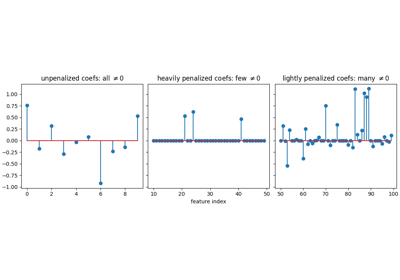 unpenalized coefs: all ≠0
heavily penalized coefs: few ≠0
lightly penalized coefs: many ≠0
1.00
0.75
0.50
0.25
0.00
−0.25
−0.50
−0.75
−1.00
0 2 4 6 8
10 20 30 40 50
50 60 70 80 90 100
feature index